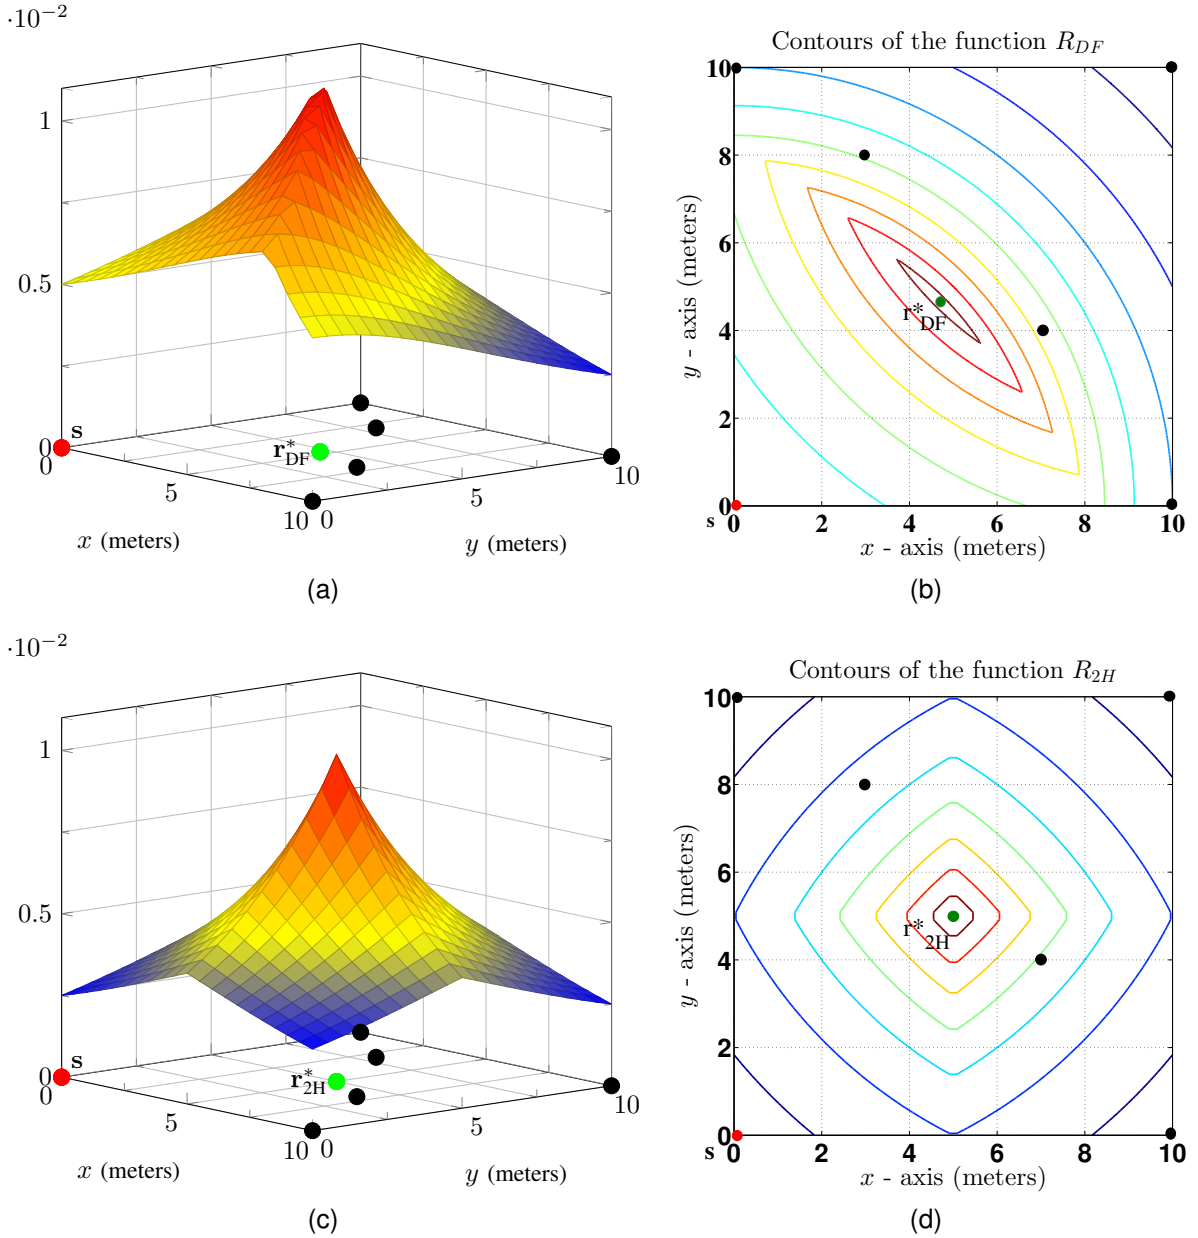 ·10⁻²
1
0.5
0
0
5
10
0
5
10
s
r*DF
x (meters)
y (meters)
(a)
Contours of the function R_DF
10
8
6
4
2
0
y - axis (meters)
r*DF
s
0 2 4 6 8 10
x - axis (meters)
(b)
·10⁻²
1
0.5
0
0
5
10
0
5
10
s
r*2H
x (meters)
y (meters)
(c)
Contours of the function R_2H
10
8
6
4
2
0
y - axis (meters)
r*2H
s
0 2 4 6 8 10
x - axis (meters)
(d)